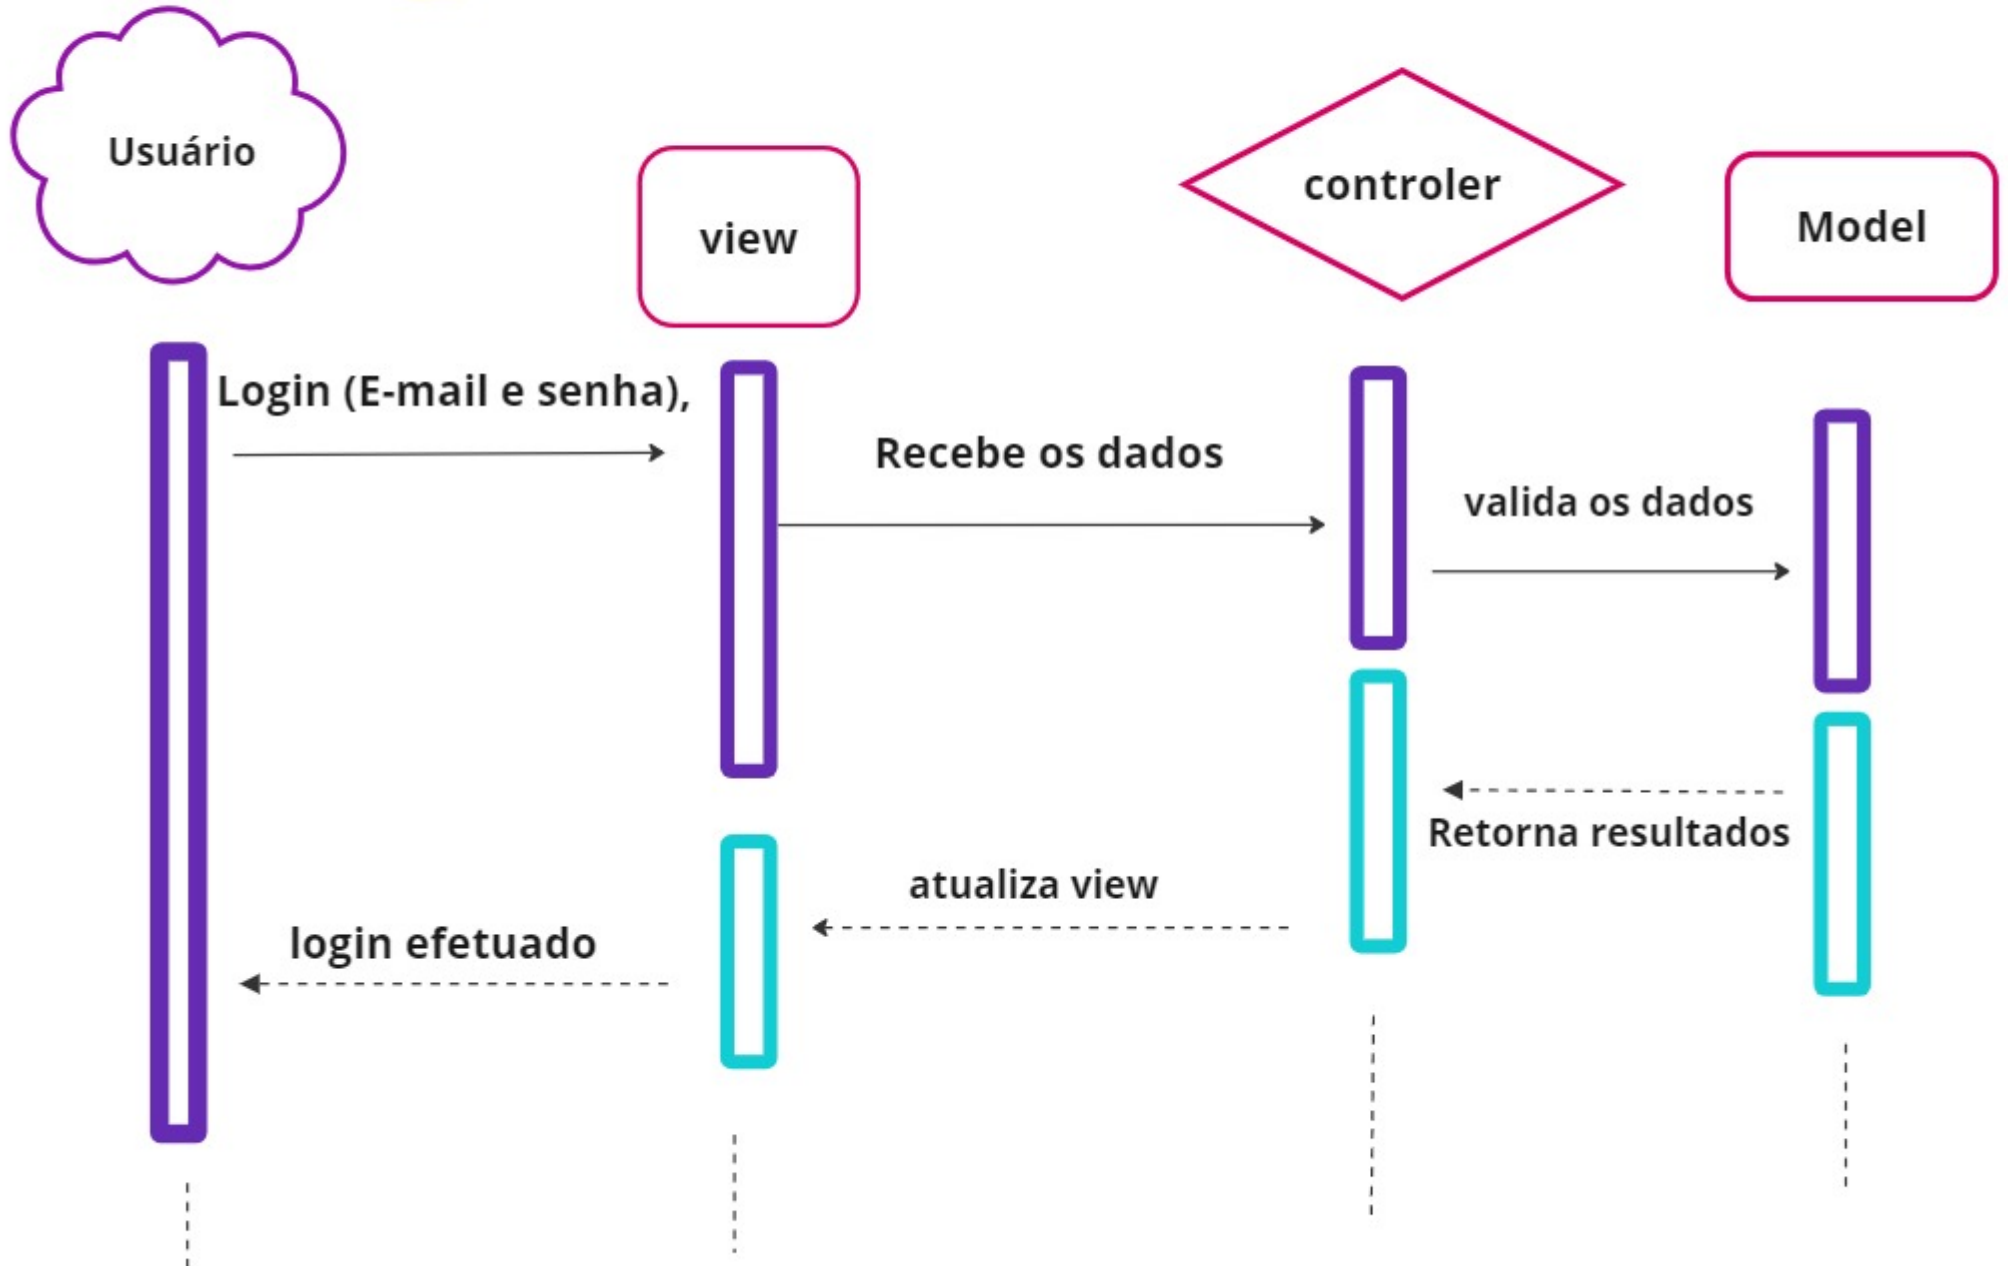 Usuário
view
controler
Model
Login (E-mail e senha),
Recebe os dados
valida os dados
Retorna resultados
atualiza view
login efetuado